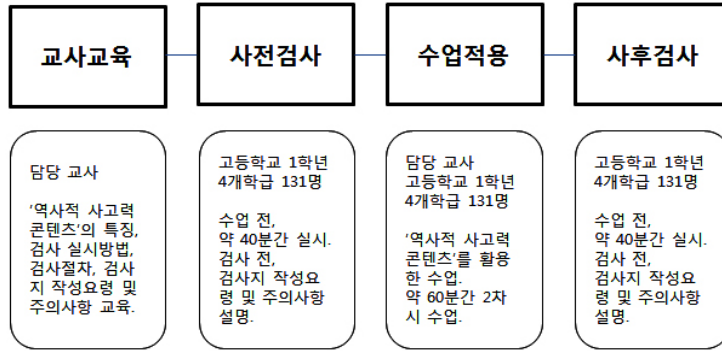 교사교육
사전검사
수업적용
사후검사
담당 교사
'역사적 사고력
콘텐츠'의 특징,
검사 실시방법,
검사절차, 검사
지 작성요령 및
주의사항 교육.
고등학교 1학년
4개학급 131명
수업 전,
약 40분간 실시.
검사 전,
검사지 작성요
령 및 주의사항
설명.
담당 교사
고등학교 1학년
4개학급 131명
'역사적 사고력
콘텐츠'를 활용
한 수업.
약 60분간 2차
시 수업.
고등학교 1학년
4개학급 131명
수업 전,
약 40분간 실시.
검사 전,
검사지 작성요
령 및 주의사항
설명.